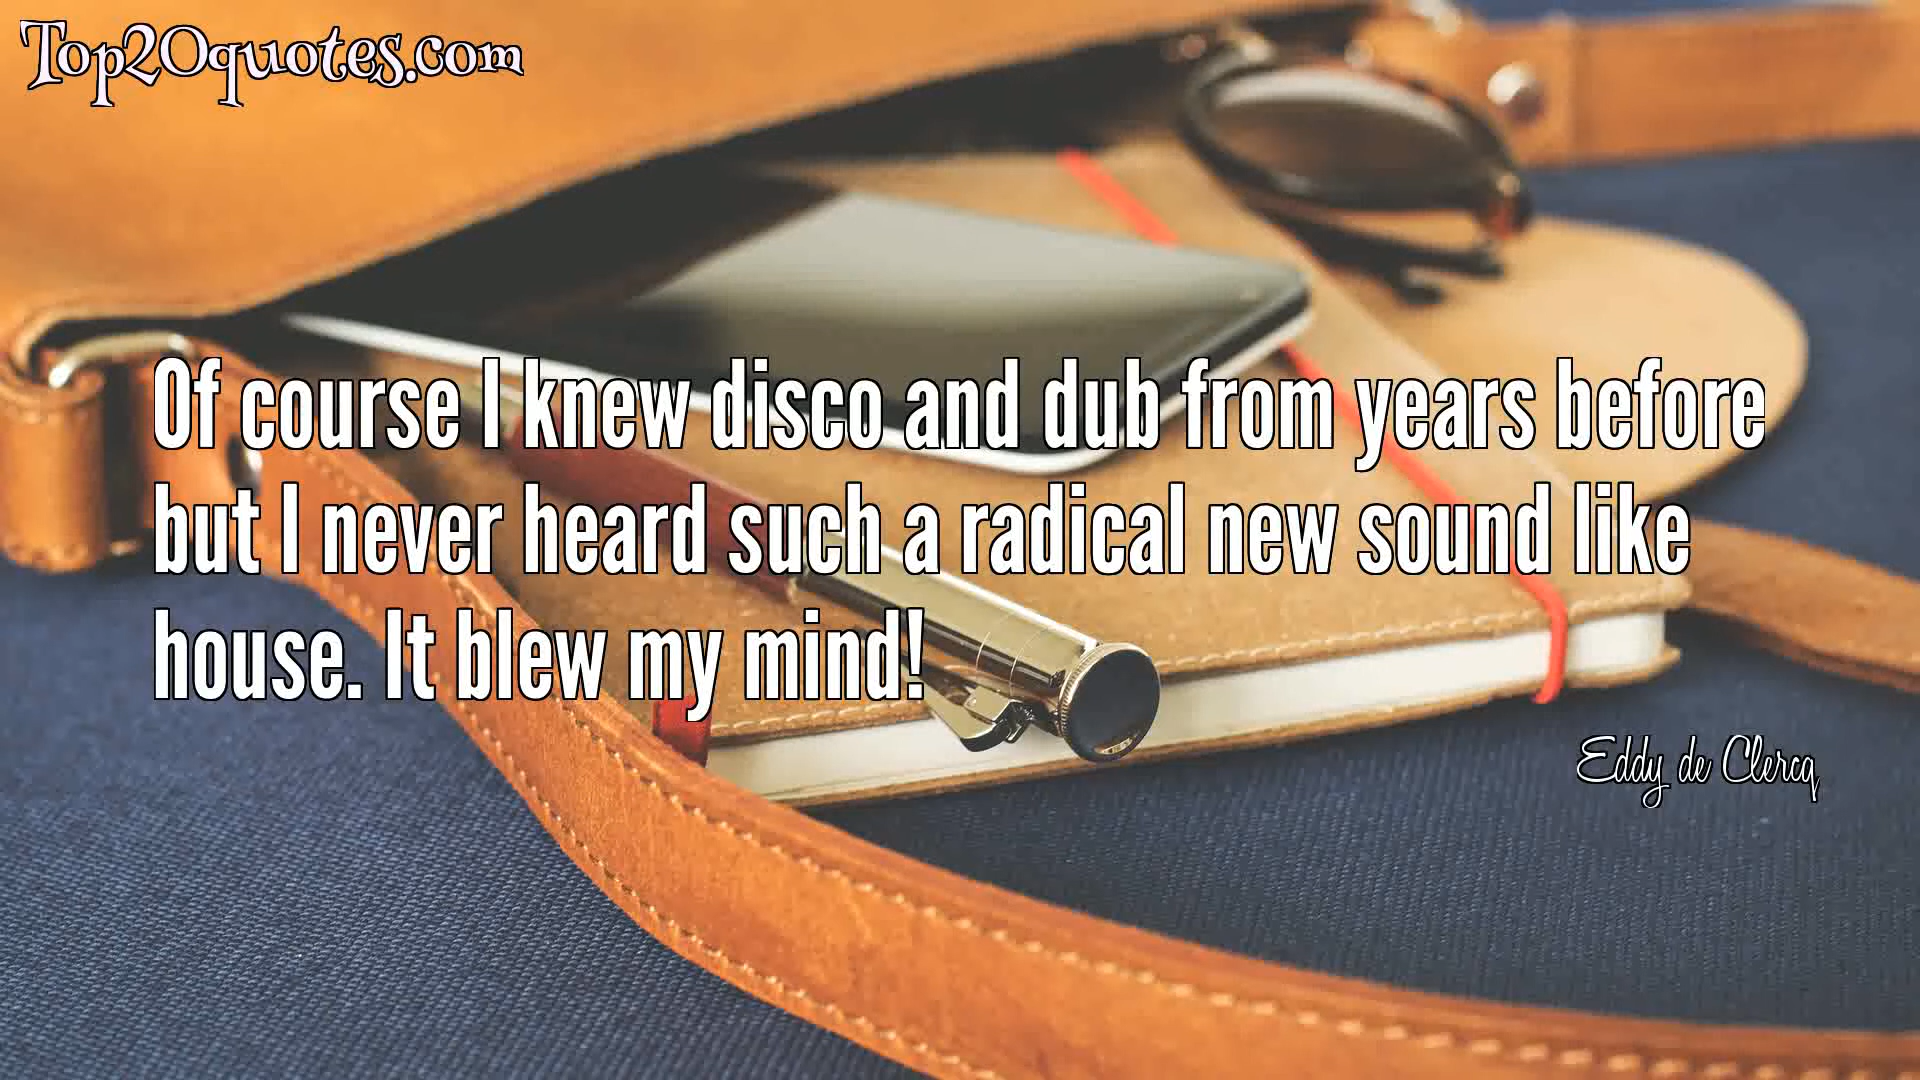 Top20quotes.com
Of course I knew disco and dub from years before
but I never heard such a radical new sound like
house. It blew my mind!
Eddy de Clercq